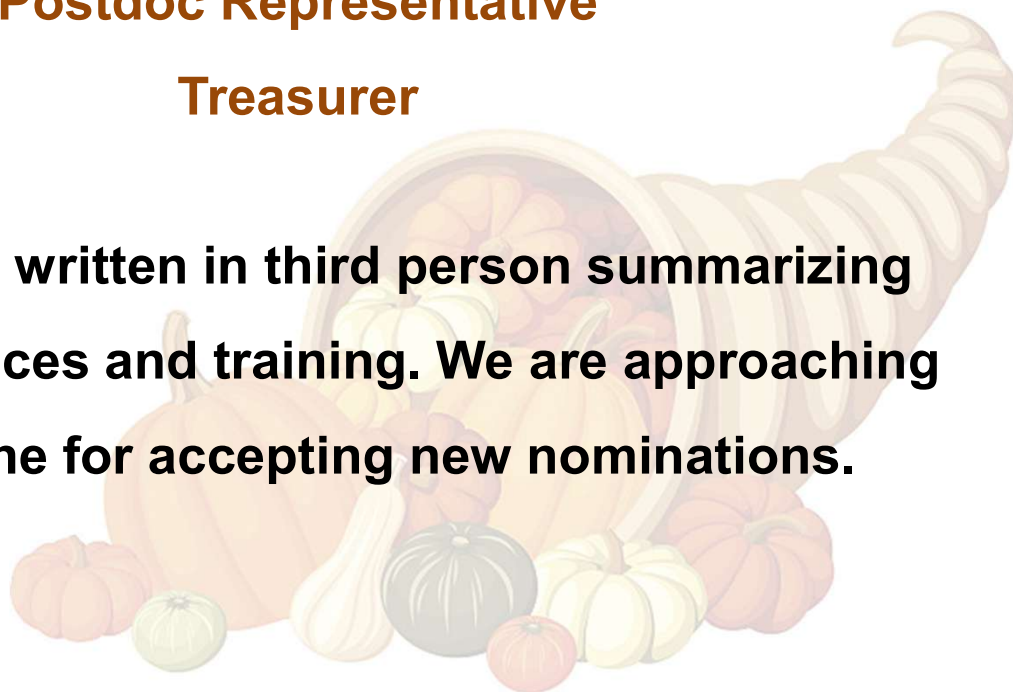 Postdoc Representative
Treasurer
written in third person summarizing
ces and training. We are approaching
ne for accepting new nominations.